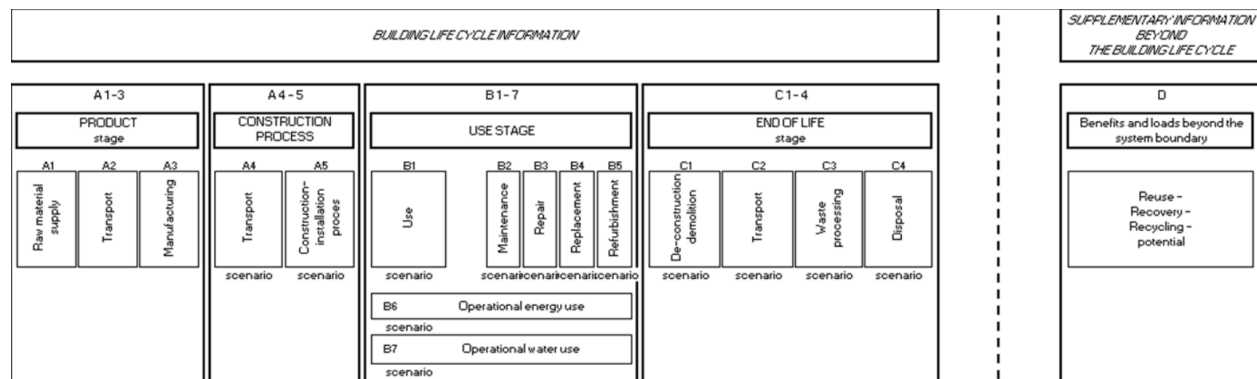 BUILDING LIFE CYCLE INFORMATION
SUPPLEMENTARY INFORMATION
BEYOND
THE BUILDING LIFE CYCLE
A1-3
PRODUCT
stage
A1
Raw material
supply
A2
Transport
A3
Manufacturing
A4-5
CONSTRUCTION
PROCESS
A4
Transport
scenario
A5
Construction-
installation
proces
scenario
B1-7
USE STAGE
B1
Use
B2
Maintenance
scenario
B3
Repair
scenario
B4
Replacement
scenario
B5
Refurbishment
scenario
B6 Operational energy use
scenario
B7 Operational water use
scenario
C1-4
END OF LIFE
stage
C1
De-construction
demolition
scenario
C2
Transport
scenario
C3
Waste
processing
scenario
C4
Disposal
scenario
D
Benefits and loads beyond the
system boundary
Reuse -
Recovery -
Recycling -
potential